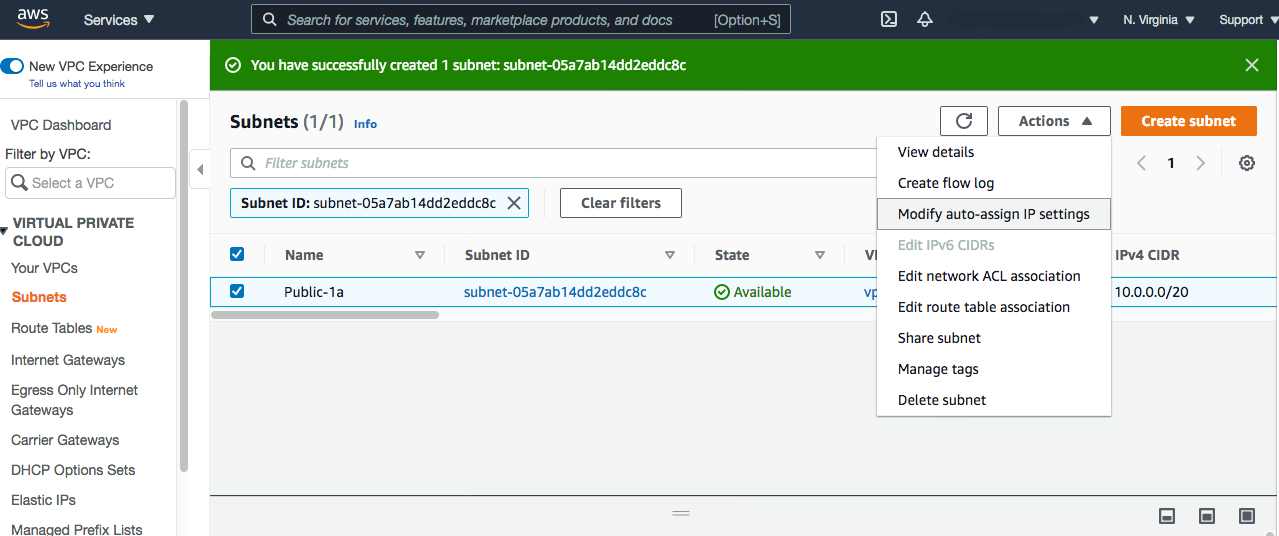 aws
Services
Search for services, features, marketplace products, and docs
[Option+S]
N. Virginia
Support
New VPC Experience
Tell us what you think
VPC Dashboard
Filter by VPC:
Select a VPC
VIRTUAL PRIVATE
CLOUD
Your VPCs
Subnets
Route Tables New
Internet Gateways
Egress Only Internet
Gateways
Carrier Gateways
DHCP Options Sets
Elastic IPs
Managed Prefix Lists
You have successfully created 1 subnet: subnet-05a7ab14dd2eddc8c
Subnets (1/1) Info
Actions
Create subnet
Filter subnets
1
Subnet ID: subnet-05a7ab14dd2eddc8c
Clear filters
View details
Create flow log
Modify auto-assign IP settings
Edit IPv6 CIDRs
Edit network ACL association
Edit route table association
Share subnet
Manage tags
Delete subnet
Name
Subnet ID
State
IPv4 CIDR
Public-1a
subnet-05a7ab14dd2eddc8c
Available
vp
10.0.0.0/20